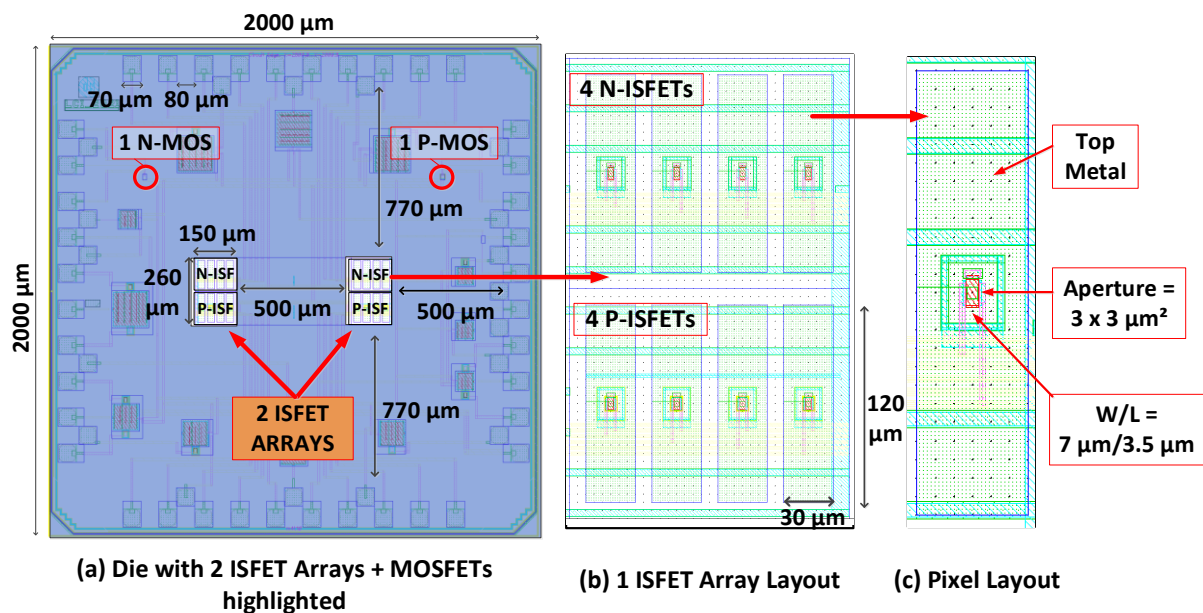 2000 µm
2000 µm
70 µm
80 µm
1 N-MOS
1 P-MOS
770 µm
150 µm
260
µm
N-ISF
P-ISF
500 µm
N-ISF
P-ISF
500 µm
770 µm
2 ISFET
ARRAYS
(a) Die with 2 ISFET Arrays + MOSFETs
highlighted
4 N-ISFETs
4 P-ISFETs
120
µm
30 µm
(b) 1 ISFET Array Layout
Top
Metal
Aperture =
3 x 3 µm²
W/L =
7 µm/3.5 µm
(c) Pixel Layout